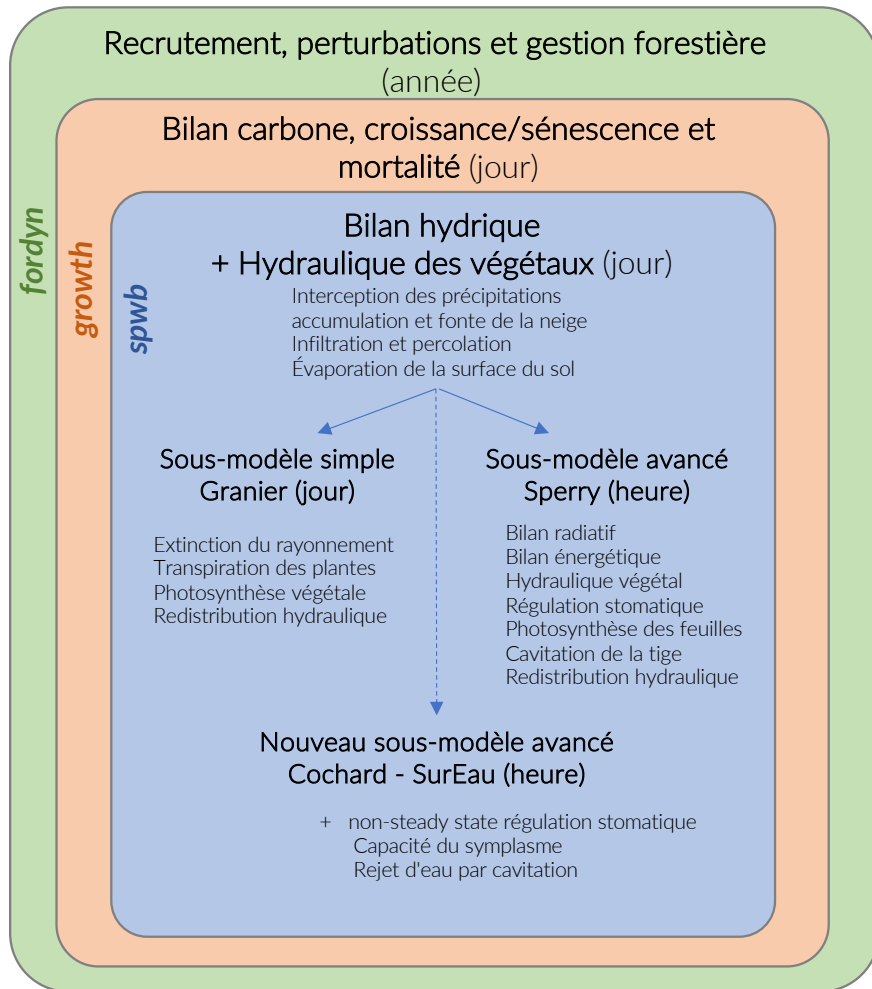 Recrutement, perturbations et gestion forestière
(année)
Bilan carbone, croissance/sénescence et
mortalité (jour)
fordyn
growth
spwb
Bilan hydrique
+ Hydraulique des végétaux (jour)
Interception des précipitations
accumulation et fonte de la neige
Infiltration et percolation
Évaporation de la surface du sol
Sous-modèle simple
Granier (jour)
Extinction du rayonnement
Transpiration des plantes
Photosynthèse végétale
Redistribution hydraulique
Sous-modèle avancé
Sperry (heure)
Bilan radiatif
Bilan énergétique
Hydraulique végétal
Régulation stomatique
Photosynthèse des feuilles
Cavitation de la tige
Redistribution hydraulique
Nouveau sous-modèle avancé
Cochard - SurEau (heure)
+ non-steady state régulation stomatique
Capacité du symplasme
Rejet d'eau par cavitation